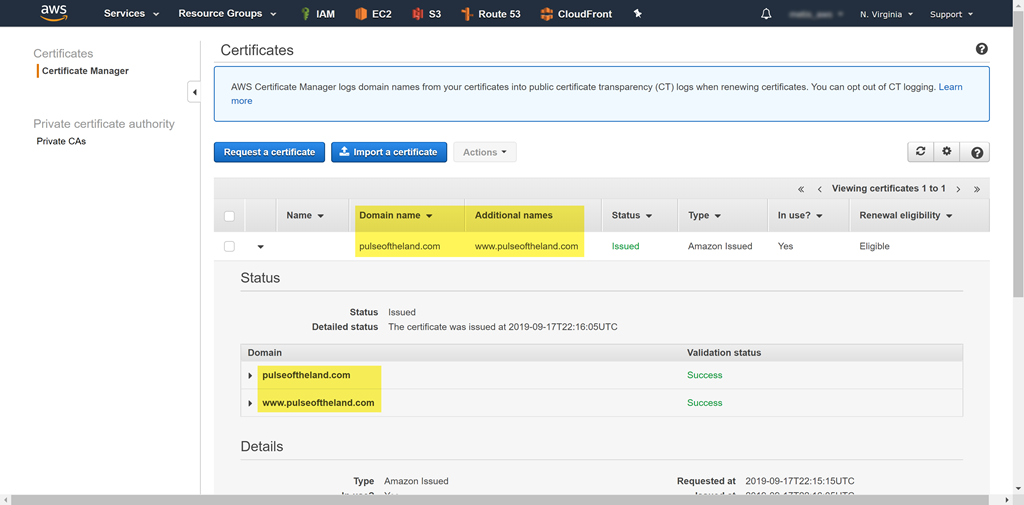 aws Services Resource Groups IAM EC2 S3 Route 53 CloudFront N. Virginia Support
Certificates
Certificate Manager
Private certificate authority
Private CAs
Certificates
AWS Certificate Manager logs domain names from your certificates into public certificate transparency (CT) logs when renewing certificates. You can opt out of CT logging. Learn
more
Request a certificate Import a certificate Actions
« ‹ Viewing certificates 1 to 1 › »
Name Domain name Additional names Status Type In use? Renewal eligibility
pulseoftheland.com www.pulseoftheland.com Issued Amazon Issued Yes Eligible
Status
Status Issued
Detailed status The certificate was issued at 2019-09-17T22:16:05UTC
Domain Validation status
pulseoftheland.com Success
www.pulseoftheland.com Success
Details
Type Amazon Issued Requested at 2019-09-17T22:15:15UTC